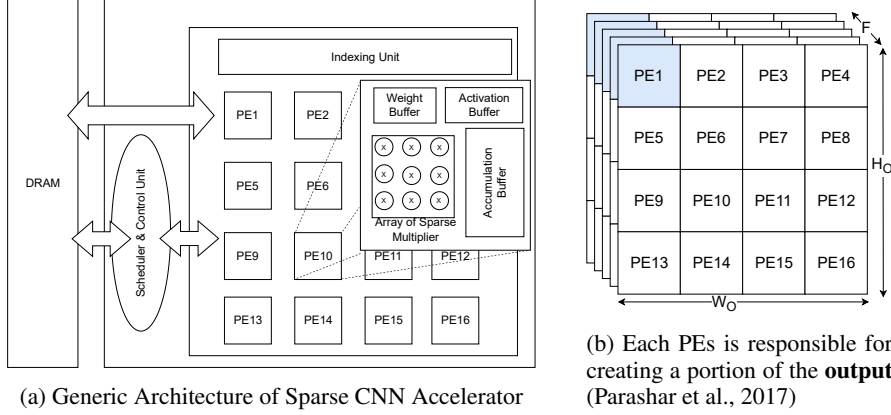 Indexing Unit
Weight
Buffer
Activation
Buffer
PE1
PE2
x x x
x x x
x x x
Accumulation
Buffer
Array of Sparse
Multiplier
DRAM
Scheduler & Control Unit
PE5
PE6
PE9
PE10
PE11
PE12
PE13
PE14
PE15
PE16
(a) Generic Architecture of Sparse CNN Accelerator
F
PE1 PE2 PE3 PE4
PE5 PE6 PE7 PE8
H_O
PE9 PE10 PE11 PE12
PE13 PE14 PE15 PE16
W_O
(b) Each PEs is responsible for
creating a portion of the output
(Parashar et al., 2017)